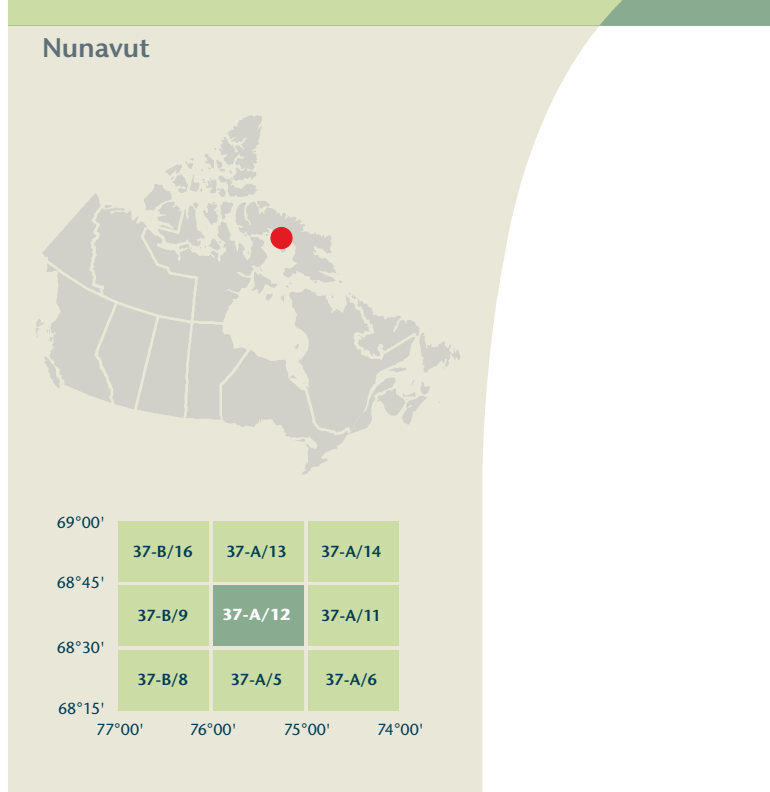 Nunavut
69°00'
37-B/16 37-A/13 37-A/14
68°45'
37-B/9 37-A/12 37-A/11
68°30'
37-B/8 37-A/5 37-A/6
68°15'
77°00' 76°00' 75°00' 74°00'